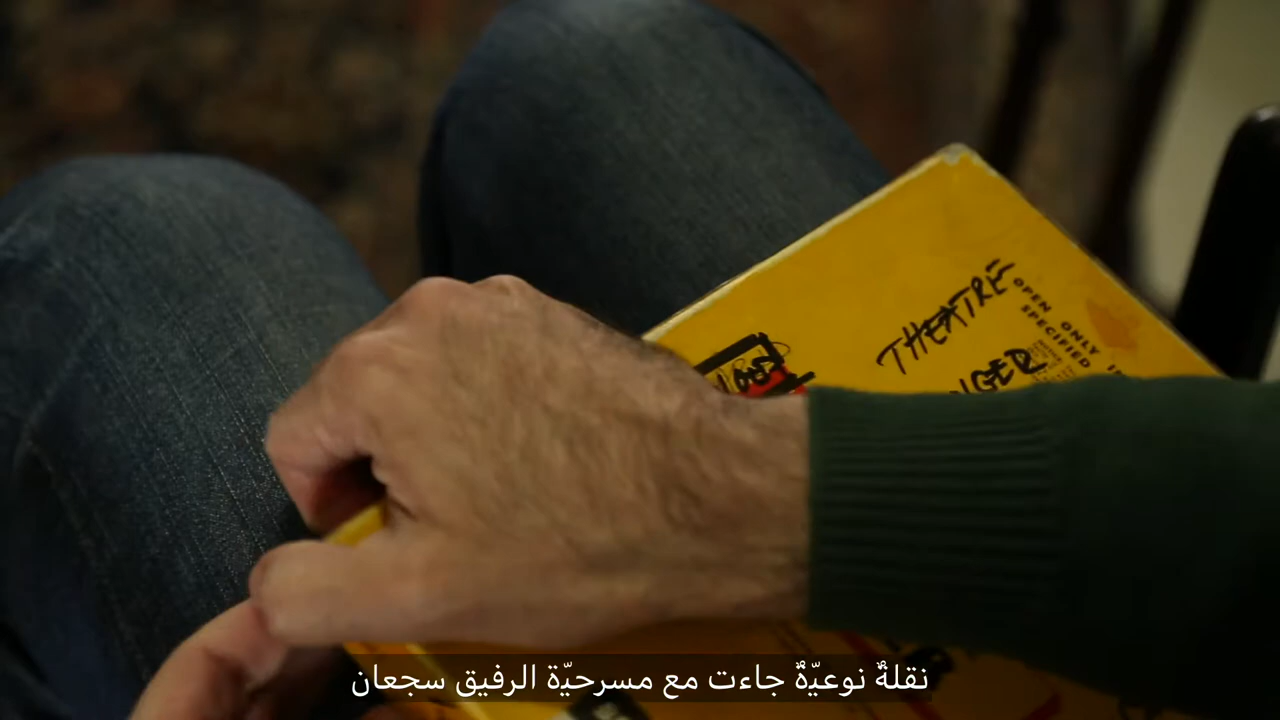 THEATRE
OPEN ONLY
SPECIFIED
نقلةٌ نوعيّةٌ جاءت مع مسرحيّة الرفيق سجعان